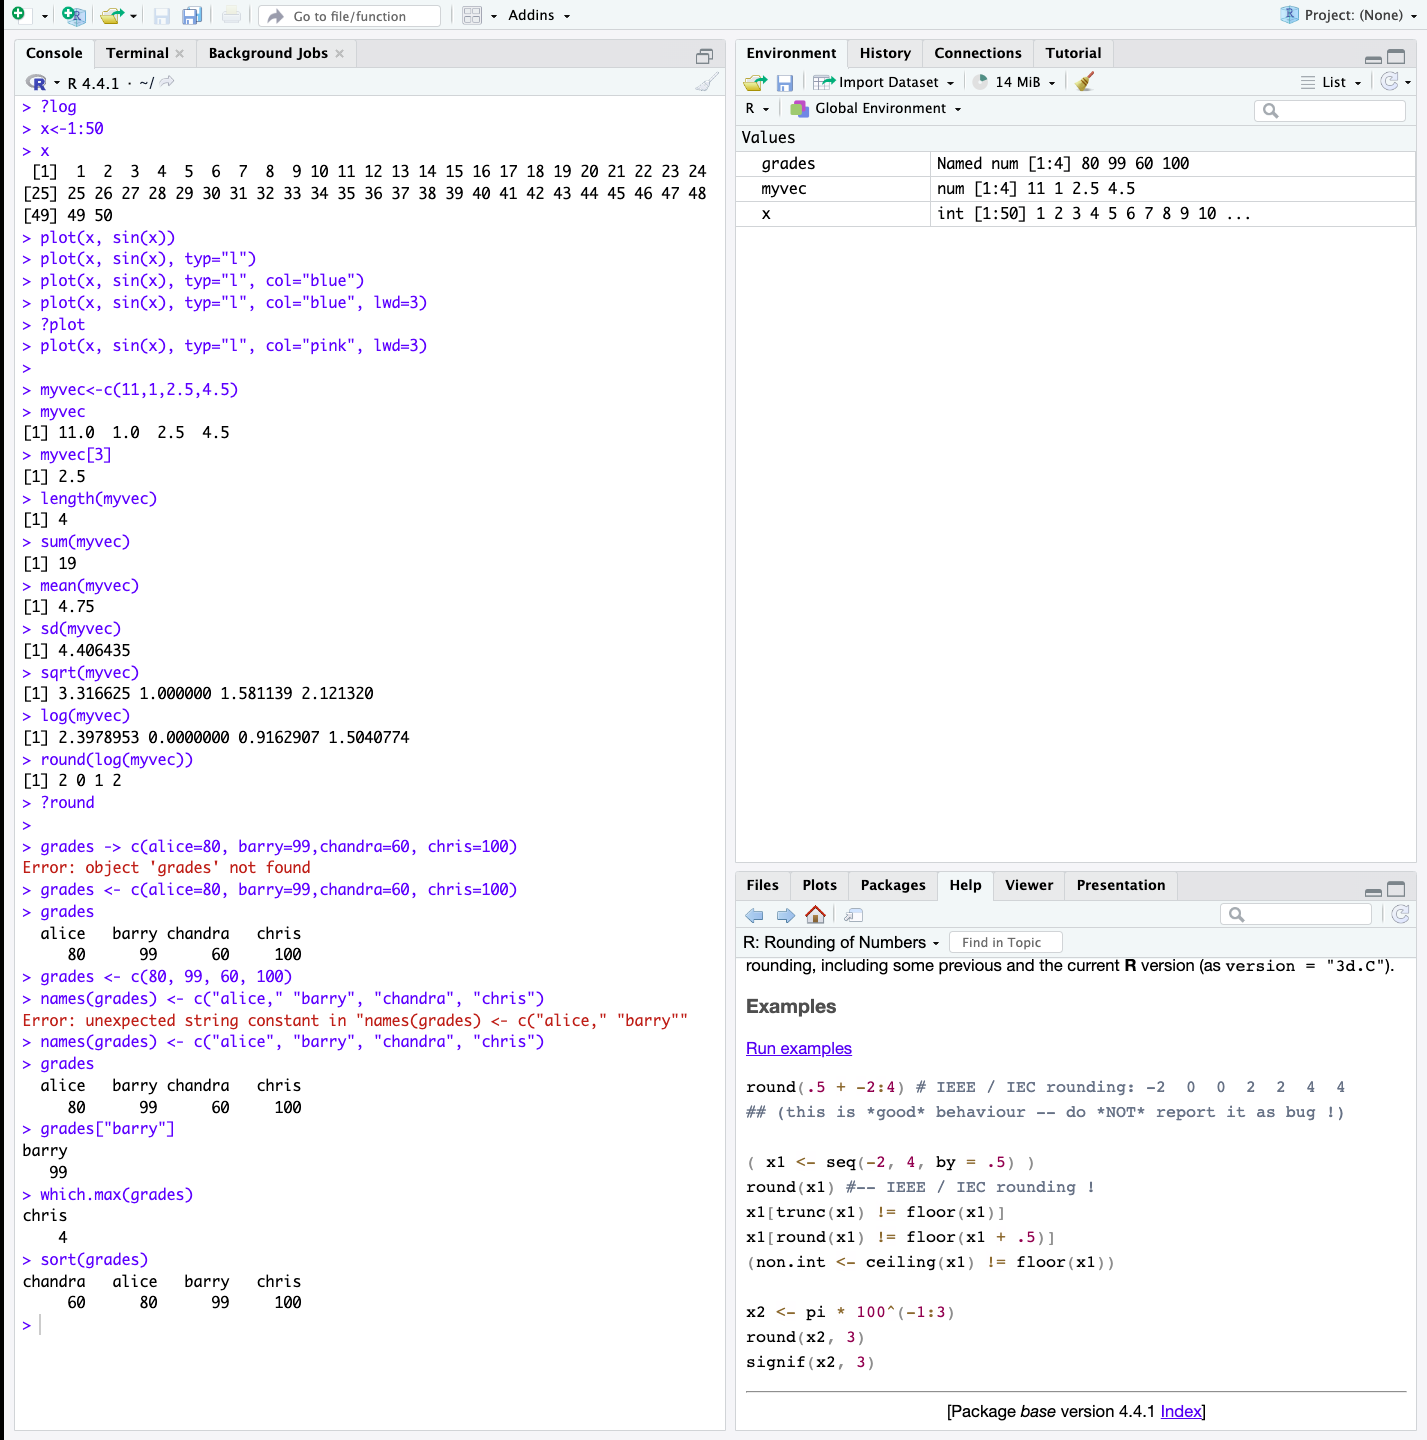 Go to file/function
Addins
Project: (None)
Console
Terminal
Background Jobs
R 4.4.1 · ~/
> ?log
> x<-1:50
> x
 [1]  1  2  3  4  5  6  7  8  9 10 11 12 13 14 15 16 17 18 19 20 21 22 23 24
[25] 25 26 27 28 29 30 31 32 33 34 35 36 37 38 39 40 41 42 43 44 45 46 47 48
[49] 49 50
> plot(x, sin(x))
> plot(x, sin(x), typ="l")
> plot(x, sin(x), typ="l", col="blue")
> plot(x, sin(x), typ="l", col="blue", lwd=3)
> ?plot
> plot(x, sin(x), typ="l", col="pink", lwd=3)
>
> myvec<-c(11,1,2.5,4.5)
> myvec
[1] 11.0  1.0  2.5  4.5
> myvec[3]
[1] 2.5
> length(myvec)
[1] 4
> sum(myvec)
[1] 19
> mean(myvec)
[1] 4.75
> sd(myvec)
[1] 4.406435
> sqrt(myvec)
[1] 3.316625 1.000000 1.581139 2.121320
> log(myvec)
[1] 2.3978953 0.0000000 0.9162907 1.5040774
> round(log(myvec))
[1] 2 0 1 2
> ?round
>
> grades -> c(alice=80, barry=99,chandra=60, chris=100)
Error: object 'grades' not found
> grades <- c(alice=80, barry=99,chandra=60, chris=100)
> grades
  alice   barry chandra   chris
     80      99      60     100
> grades <- c(80, 99, 60, 100)
> names(grades) <- c("alice," "barry", "chandra", "chris")
Error: unexpected string constant in "names(grades) <- c("alice," "barry""
> names(grades) <- c("alice", "barry", "chandra", "chris")
> grades
  alice   barry chandra   chris
     80      99      60     100
> grades["barry"]
barry
   99
> which.max(grades)
chris
    4
> sort(grades)
chandra   alice   barry   chris
     60      80      99     100
>
Environment
History
Connections
Tutorial
Import Dataset
14 MiB
List
R
Global Environment
Values
grades Named num [1:4] 80 99 60 100
myvec num [1:4] 11 1 2.5 4.5
x int [1:50] 1 2 3 4 5 6 7 8 9 10 ...
Files
Plots
Packages
Help
Viewer
Presentation
R: Rounding of Numbers
Find in Topic
rounding, including some previous and the current R version (as version = "3d.C").
Examples
Run examples
round(.5 + -2:4) # IEEE / IEC rounding: -2  0  0  2  2  4  4
## (this is *good* behaviour -- do *NOT* report it as bug !)
( x1 <- seq(-2, 4, by = .5) )
round(x1) #-- IEEE / IEC rounding !
x1[trunc(x1) != floor(x1)]
x1[round(x1) != floor(x1 + .5)]
(non.int <- ceiling(x1) != floor(x1))
x2 <- pi * 100^(-1:3)
round(x2, 3)
signif(x2, 3)
[Package base version 4.4.1 Index]